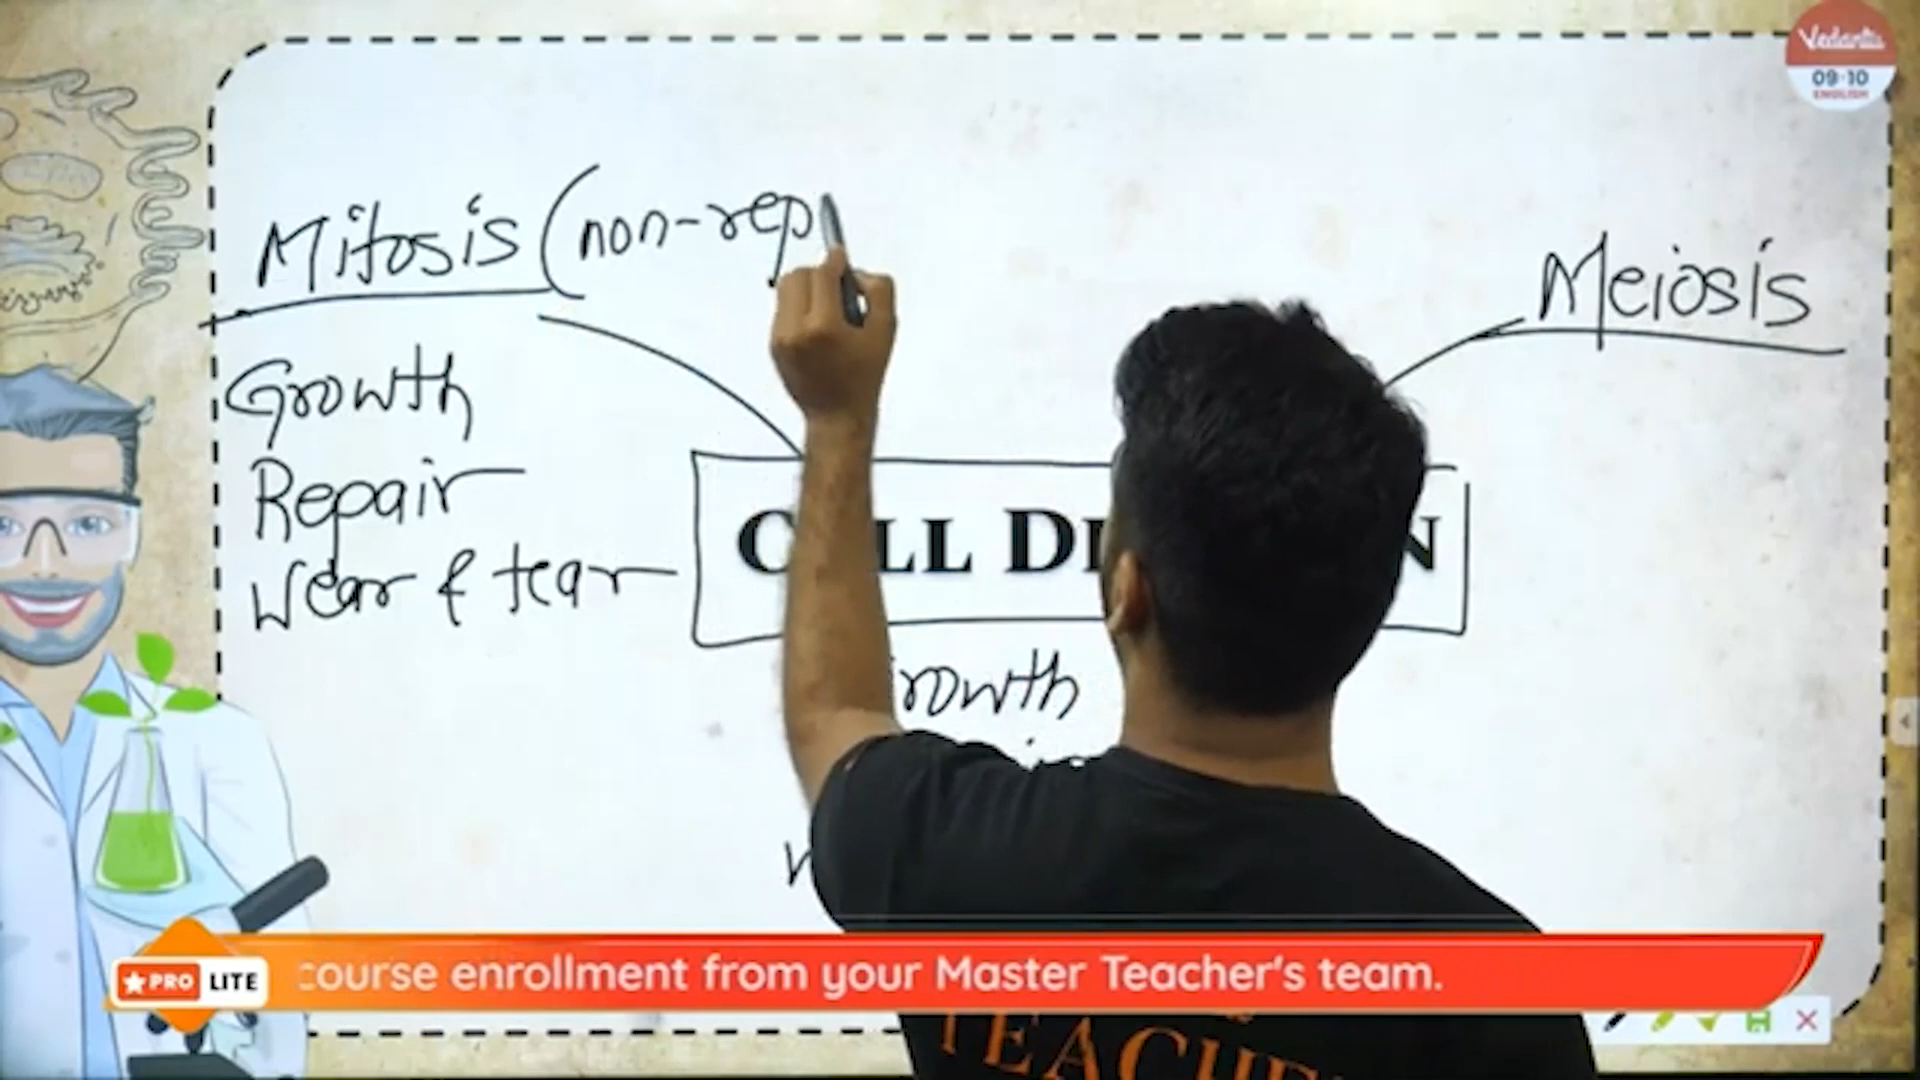 Vedantu
09-10
ENGLISH
Mitosis (non-rep
Meiosis
Growth
Repair
Wear & tear
rowth
PRO LITE
course enrollment from your Master Teacher's team.